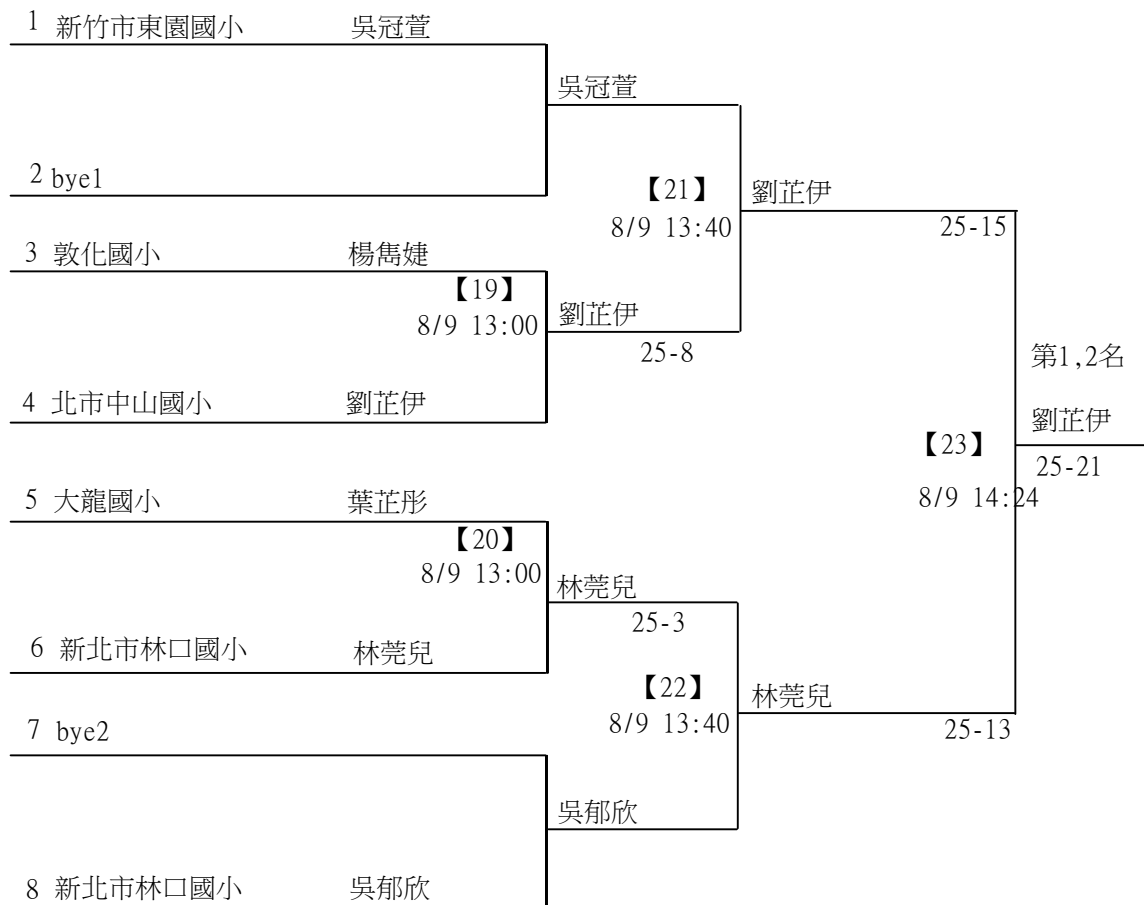 1 新竹市東園國小 吳冠萱
吳冠萱
2 bye1
【21】
8/9 13:40
劉芷伊
25-15
3 敦化國小 楊雋婕
【19】
8/9 13:00
劉芷伊
25-8
第1,2名
4 北市中山國小 劉芷伊
劉芷伊
【23】
25-21
8/9 14:24
5 大龍國小 葉芷彤
【20】
8/9 13:00
林莞兒
25-3
6 新北市林口國小 林莞兒
【22】
8/9 13:40
林莞兒
25-13
7 bye2
吳郁欣
8 新北市林口國小 吳郁欣